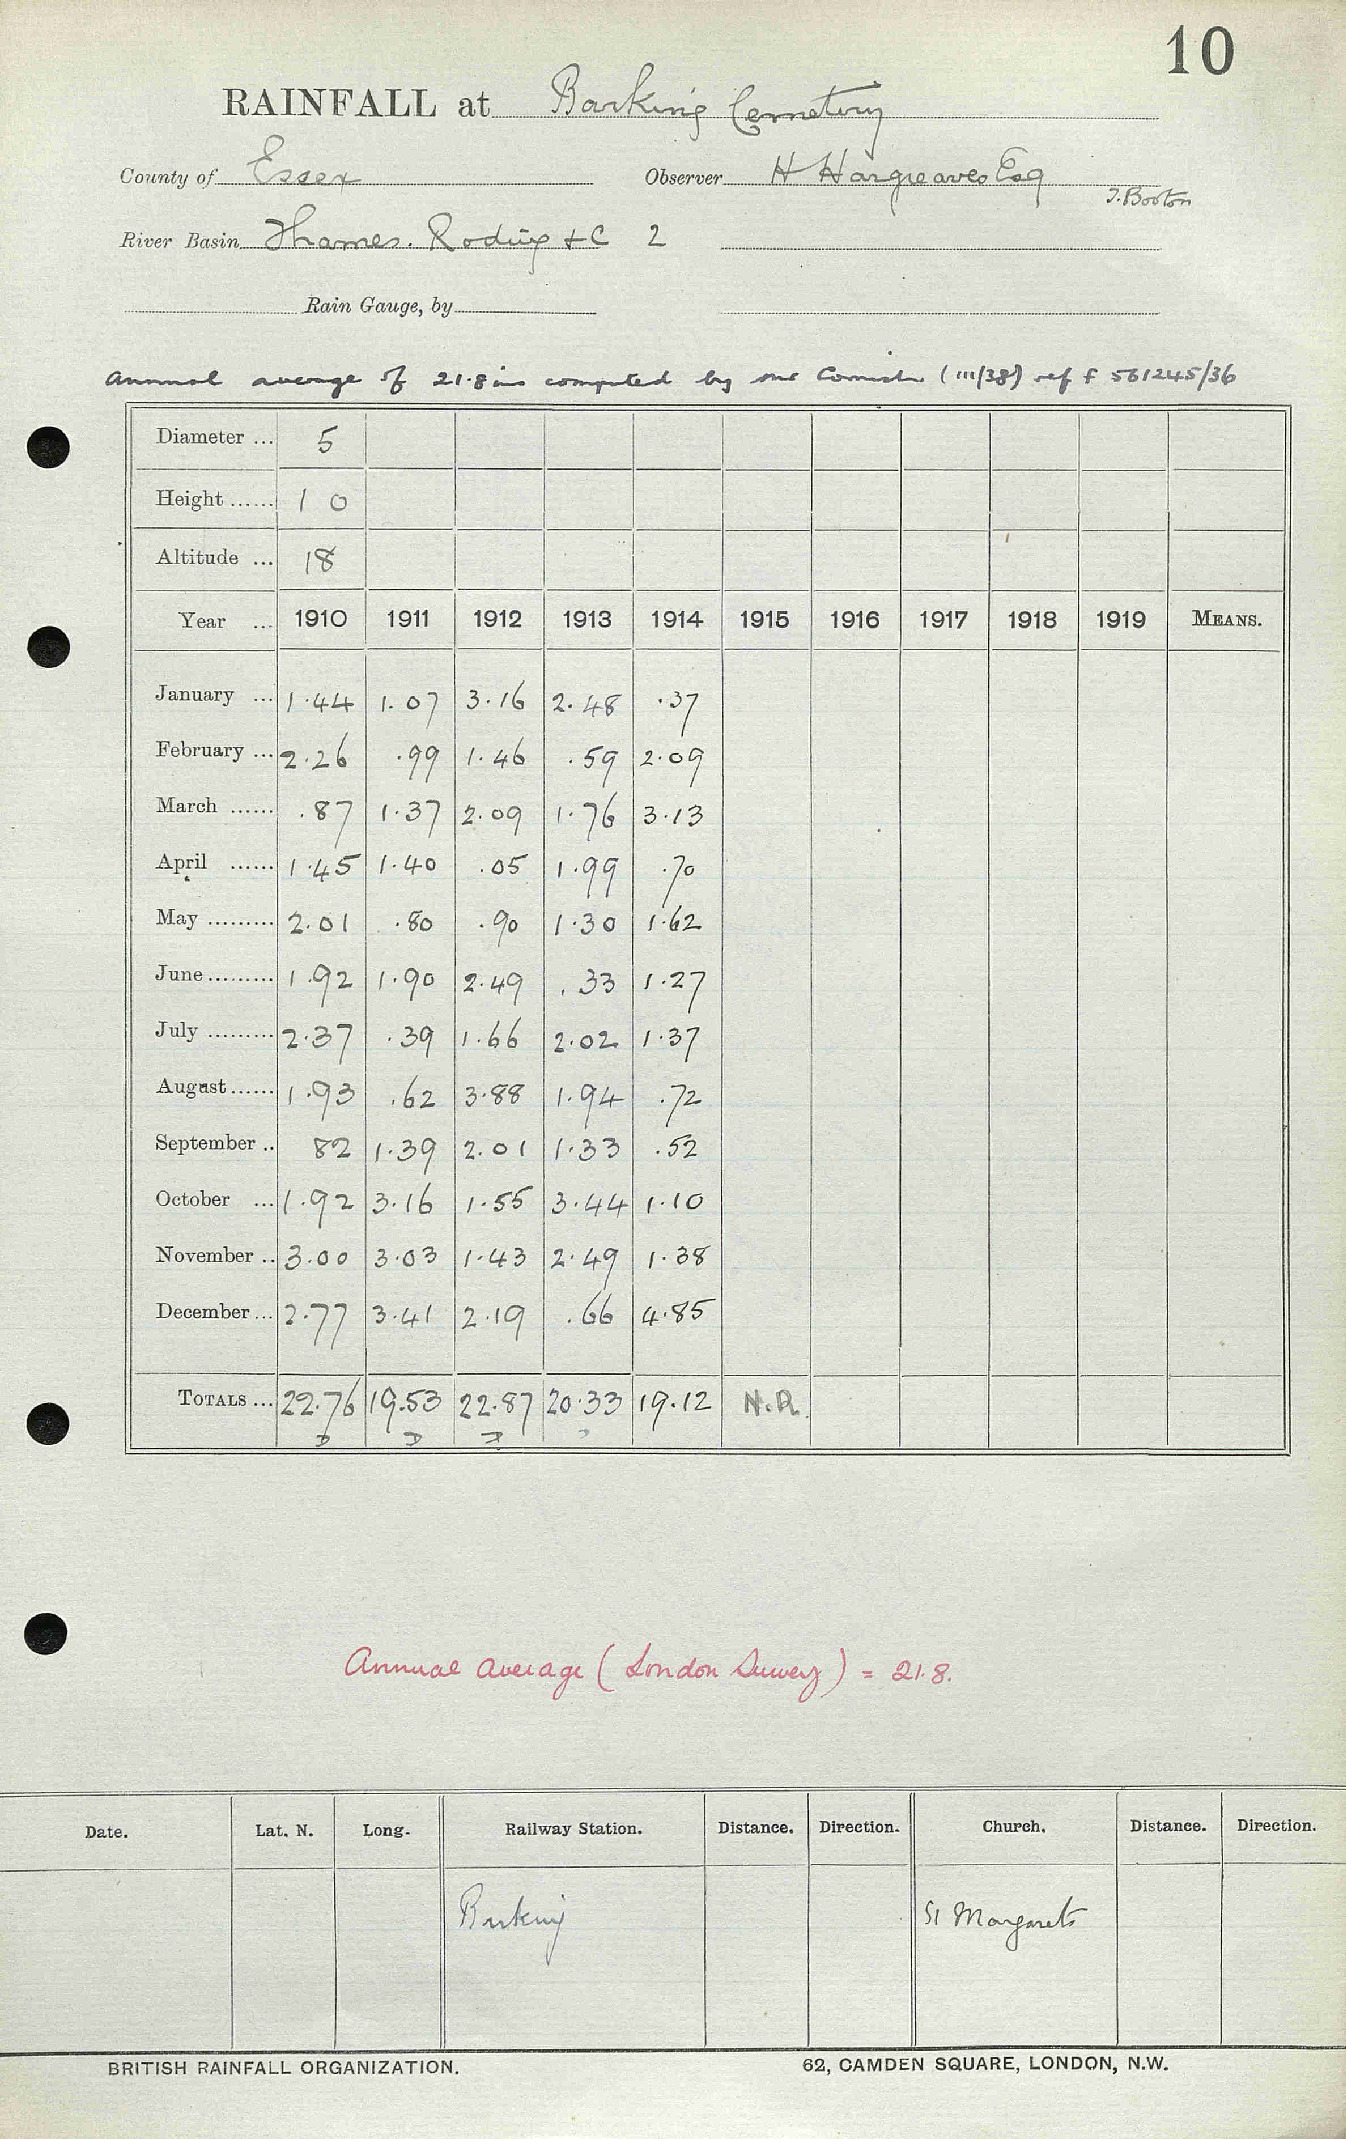 10
RAINFALL at Barking Cemetery
County of Essex Observer H Hargreaves Esq
J. Booton
River Basin Thames. Roding & C 2
Rain Gauge, by
Annual average of 21.8 ins computed by mr Cornish (III/38) ref f 561245/36
Diameter ... 5
Height ...... 10
Altitude ... 18
Year ... 1910 1911 1912 1913 1914 1915 1916 1917 1918 1919 MEANS.
January ... 1.44 1.07 3.16 2.48 .37
February ... 2.26 .99 1.46 .59 2.09
March ...... .87 1.37 2.09 1.76 3.13
April ...... 1.45 1.40 .05 1.99 .70
May ......... 2.01 .80 .90 1.30 1.62
June ......... 1.92 1.90 2.49 .33 1.27
July ......... 2.37 .39 1.66 2.02 1.37
August ...... 1.93 .62 3.88 1.94 .72
September .. 82 1.39 2.01 1.33 .52
October ... 1.92 3.16 1.55 3.44 1.10
November .. 3.00 3.03 1.43 2.49 1.38
December ... 2.77 3.41 2.19 .66 4.85
TOTALS ... 22.76 19.53 22.87 20.33 19.12 N.R.
Annual average (London Survey) = 21.8.
Date. Lat. N. Long. Railway Station. Distance. Direction. Church. Distance. Direction.
Barking St Margarets
BRITISH RAINFALL ORGANIZATION. 62, CAMDEN SQUARE, LONDON, N.W.